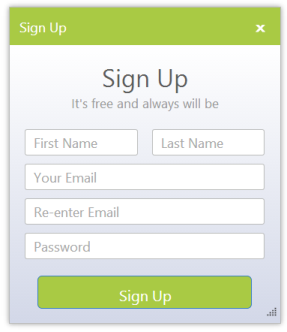 Sign Up
Sign Up
It's free and always will be
First Name Last Name
Your Email
Re-enter Email
Password
Sign Up